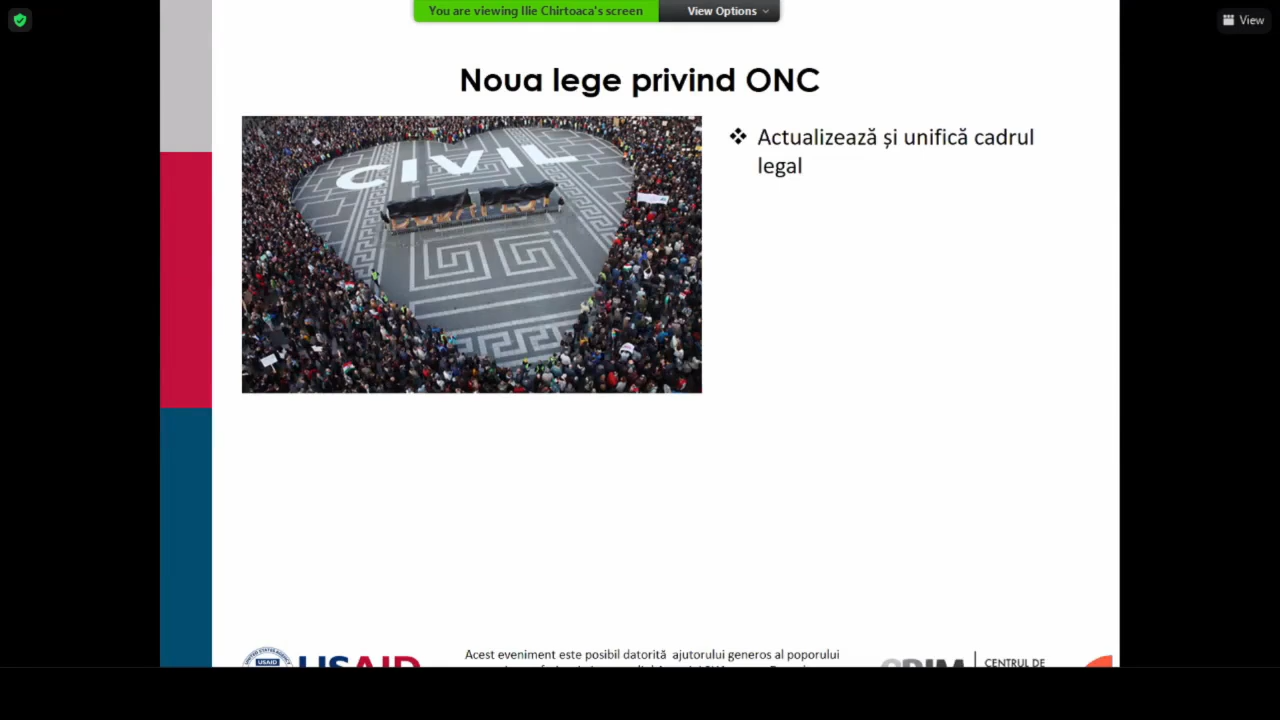 You are viewing Ilie Chirtoaca's screen
View Options
View
Noua lege privind ONC
CIVIL
❖ Actualizează și unifică cadrul
legal
USAID
USAID
Acest eveniment este posibil datorită ajutorului generos al poporului
CENTRUL DE